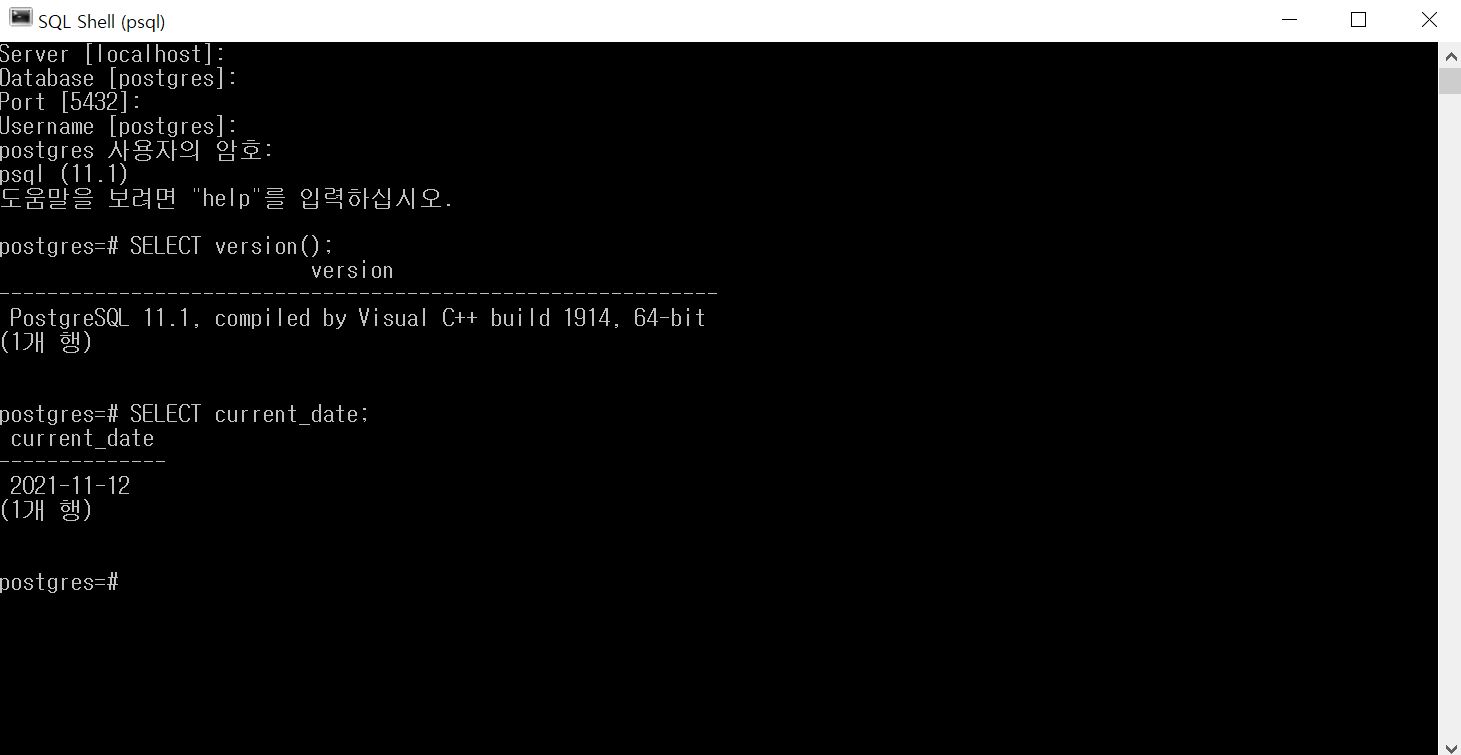 SQL Shell (psql)
Server [localhost]:
Database [postgres]:
Port [5432]:
Username [postgres]:
postgres 사용자의 암호:
psql (11.1)
도움말을 보려면 "help"를 입력하십시오.
postgres=# SELECT version();
version
------------------------------------------------------------
PostgreSQL 11.1, compiled by Visual C++ build 1914, 64-bit
(1개 행)
postgres=# SELECT current_date;
current_date
--------------
2021-11-12
(1개 행)
postgres=#